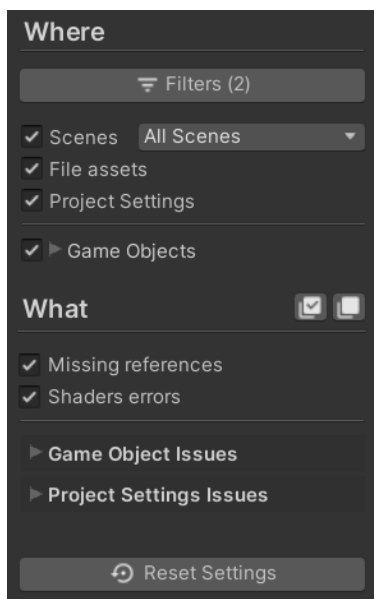 Where
Filters (2)
Scenes All Scenes
File assets
Project Settings
Game Objects
What
Missing references
Shaders errors
Game Object Issues
Project Settings Issues
Reset Settings